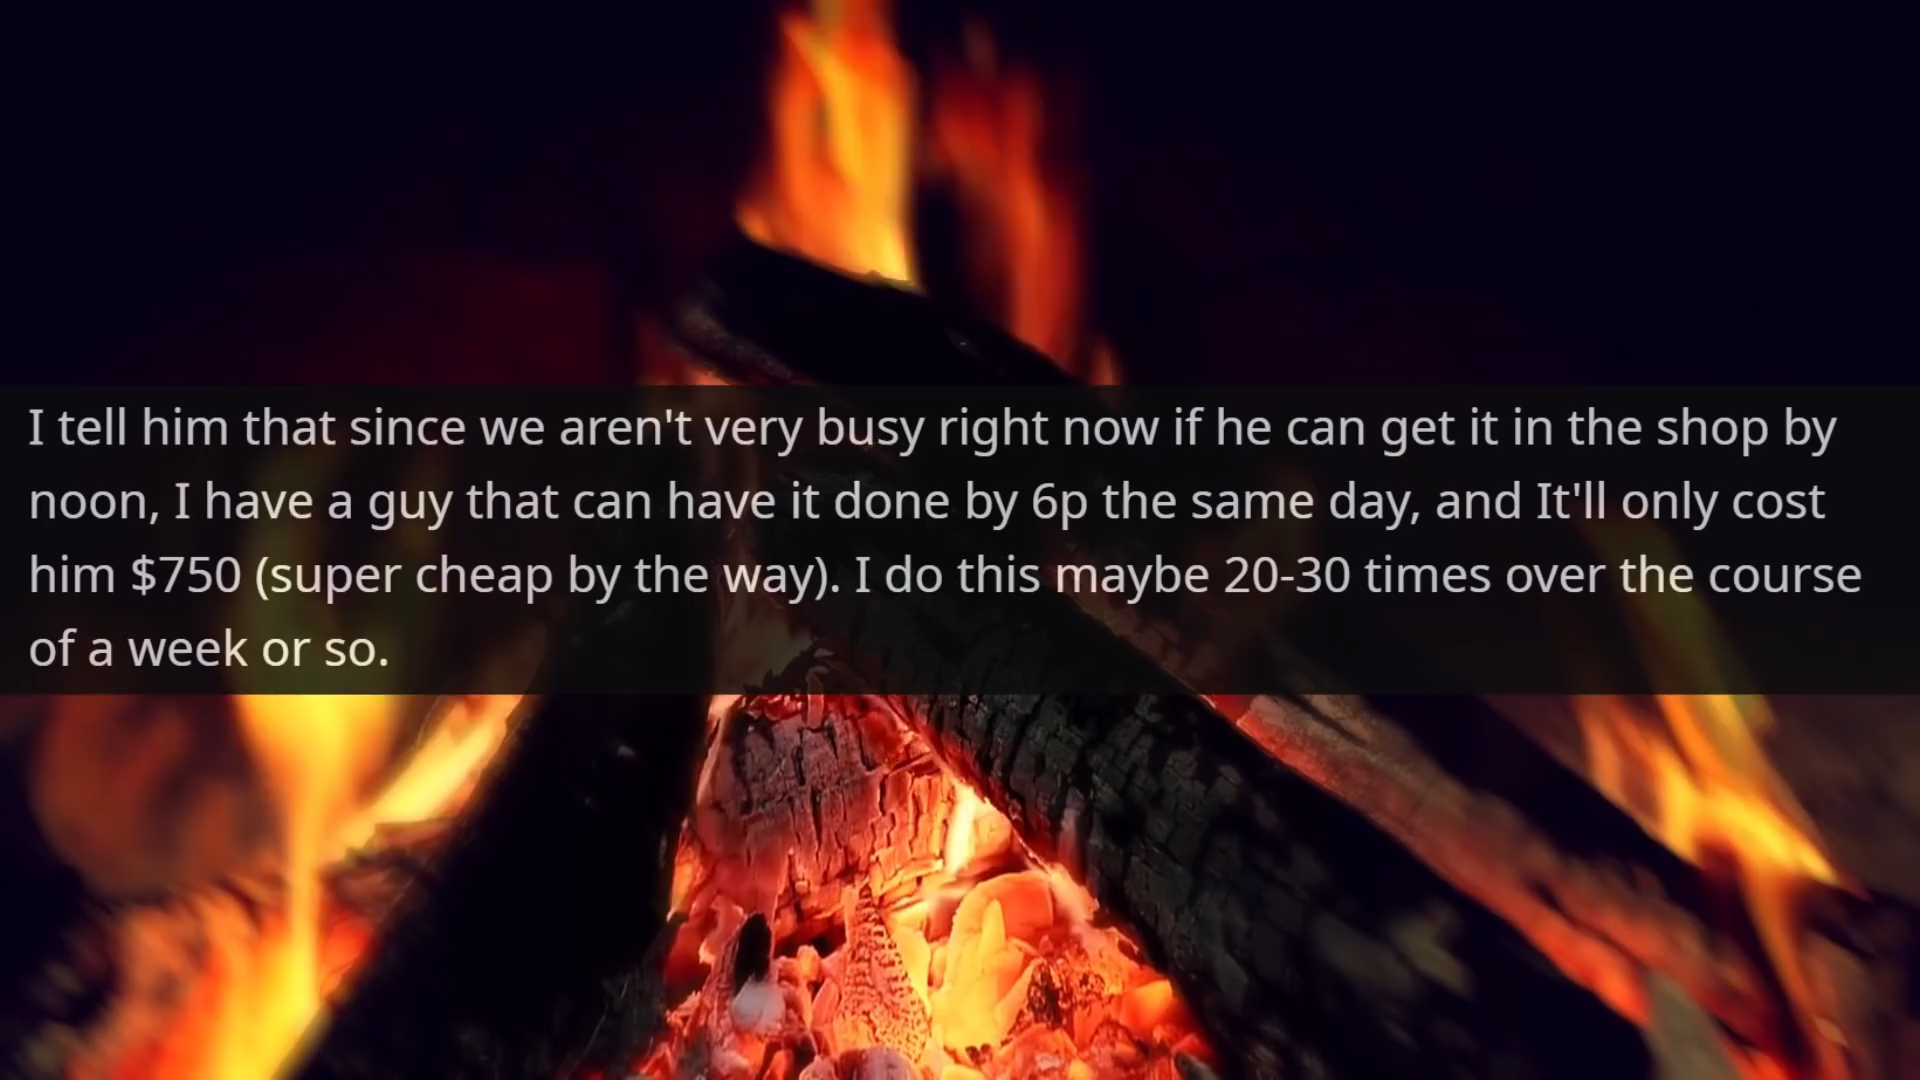 I tell him that since we aren't very busy right now if he can get it in the shop by
noon, I have a guy that can have it done by 6p the same day, and It'll only cost
him $750 (super cheap by the way). I do this maybe 20-30 times over the course
of a week or so.